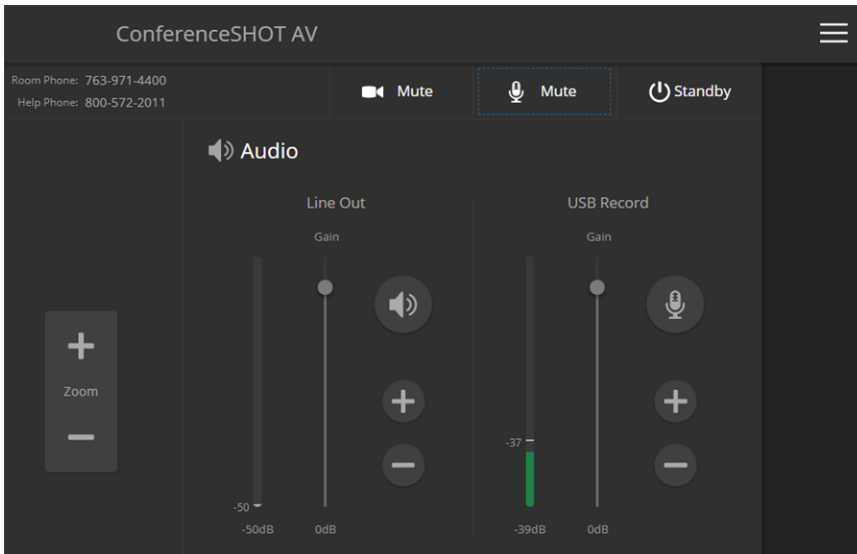 ConferenceSHOT AV
Room Phone: 763-971-4400
Help Phone: 800-572-2011
Mute
Mute
Standby
Audio
Line Out
USB Record
Gain
Gain
Zoom
-37
-50
-50dB
0dB
-39dB
0dB